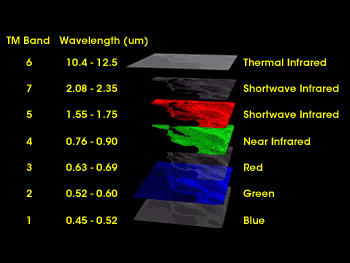 TM Band Wavelength (um)
6 10.4 - 12.5 Thermal Infrared
7 2.08 - 2.35 Shortwave Infrared
5 1.55 - 1.75 Shortwave Infrared
4 0.76 - 0.90 Near Infrared
3 0.63 - 0.69 Red
2 0.52 - 0.60 Green
1 0.45 - 0.52 Blue